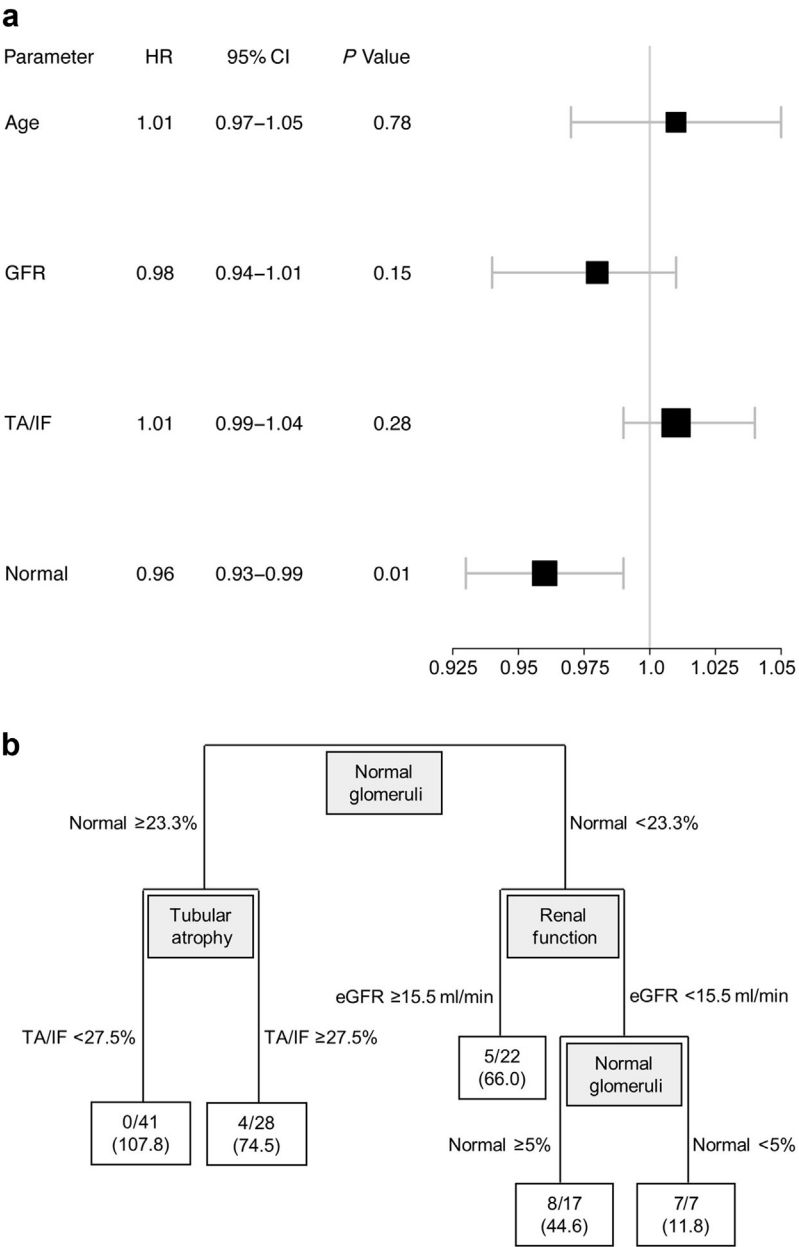 a
Parameter HR 95% CI P Value
Age 1.01 0.97–1.05 0.78
GFR 0.98 0.94–1.01 0.15
TA/IF 1.01 0.99–1.04 0.28
Normal 0.96 0.93–0.99 0.01
0.925 0.95 0.975 1.0 1.025 1.05
b
Normal
glomeruli
Normal ≥23.3%
Normal <23.3%
Tubular
atrophy
Renal
function
TA/IF <27.5%
TA/IF ≥27.5%
eGFR ≥15.5 ml/min
eGFR <15.5 ml/min
0/41
(107.8)
4/28
(74.5)
5/22
(66.0)
Normal
glomeruli
Normal ≥5%
Normal <5%
8/17
(44.6)
7/7
(11.8)